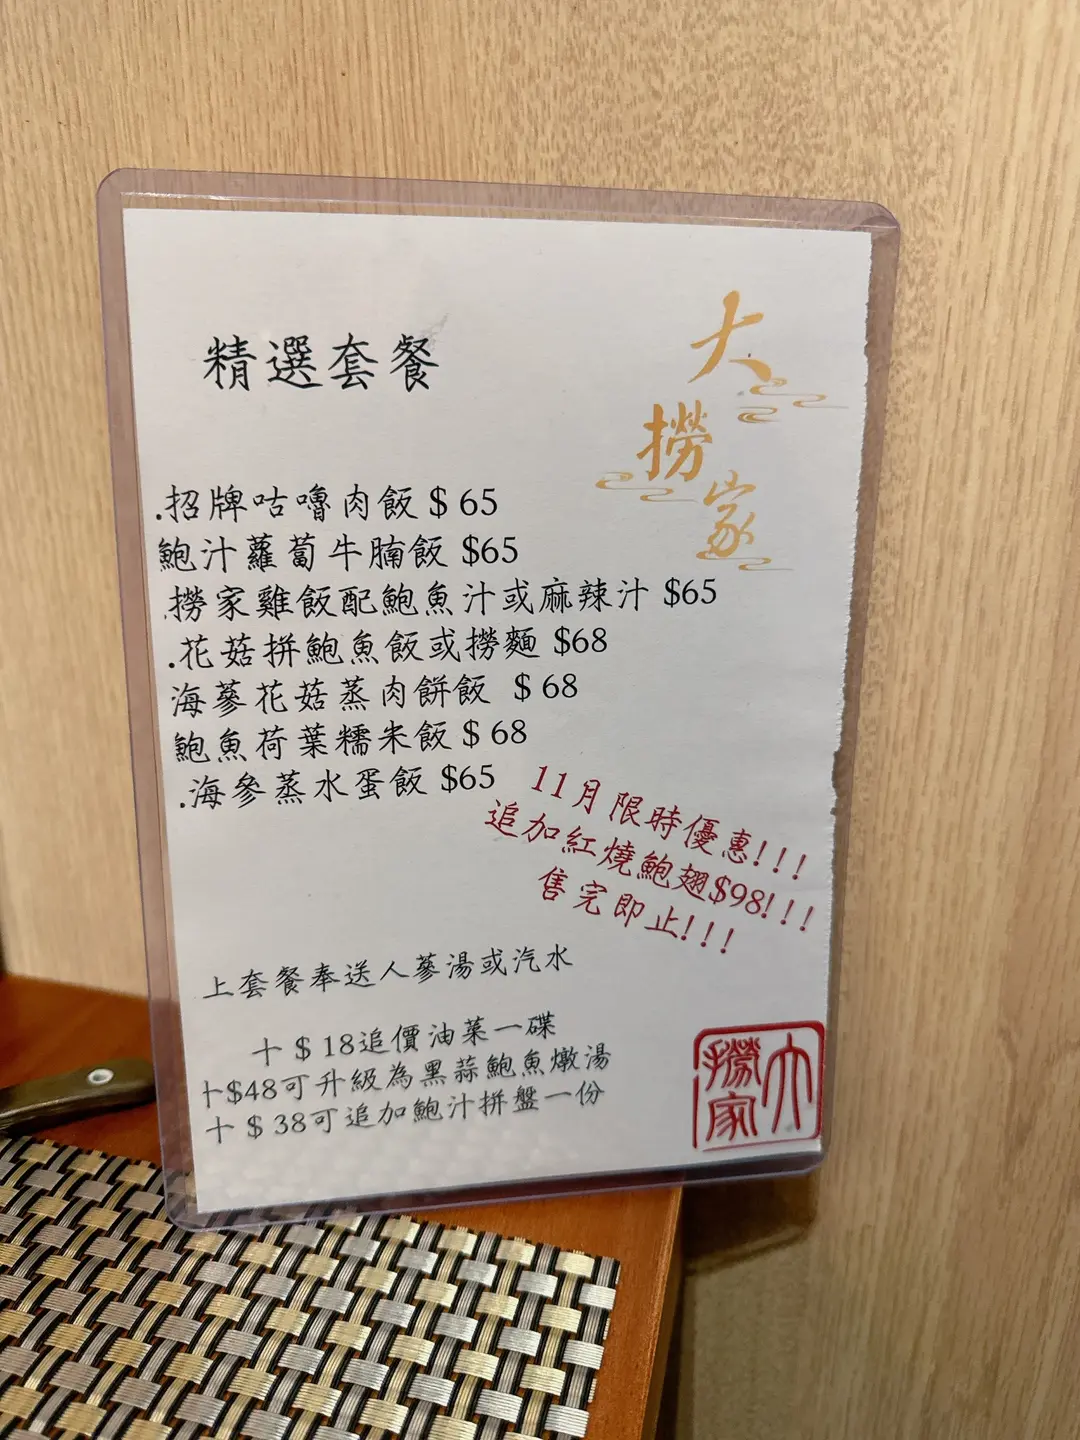 精選套餐
大
撈
家
.招牌咕嚕肉飯 $ 65
鮑汁蘿蔔牛腩飯 $65
.撈家雞飯配鮑魚汁或麻辣汁 $65
.花菇拼鮑魚飯或撈麵 $68
海蔘花菇蒸肉餅飯 $ 68
鮑魚荷葉糯米飯 $ 68
.海參蒸水蛋飯 $65
11月限時優惠!!!
追加紅燒鮑翅$98!!!
售完即止!!!
上套餐奉送人蔘湯或汽水
十 $ 18追價油菜一碟
十$48可升級為黑蒜鮑魚燉湯
十 $ 38可追加鮑汁拼盤一份
大撈家